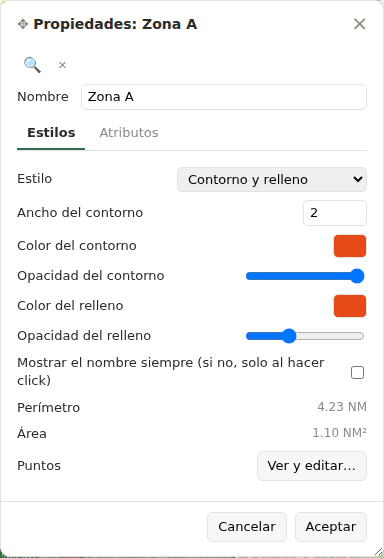 Propiedades: Zona A
Nombre Zona A
Estilos Atributos
Estilo Contorno y relleno
Ancho del contorno 2
Color del contorno
Opacidad del contorno
Color del relleno
Opacidad del relleno
Mostrar el nombre siempre (si no, solo al hacer
click)
Perímetro 4.23 NM
Área 1.10 NM²
Puntos Ver y editar...
Cancelar Aceptar